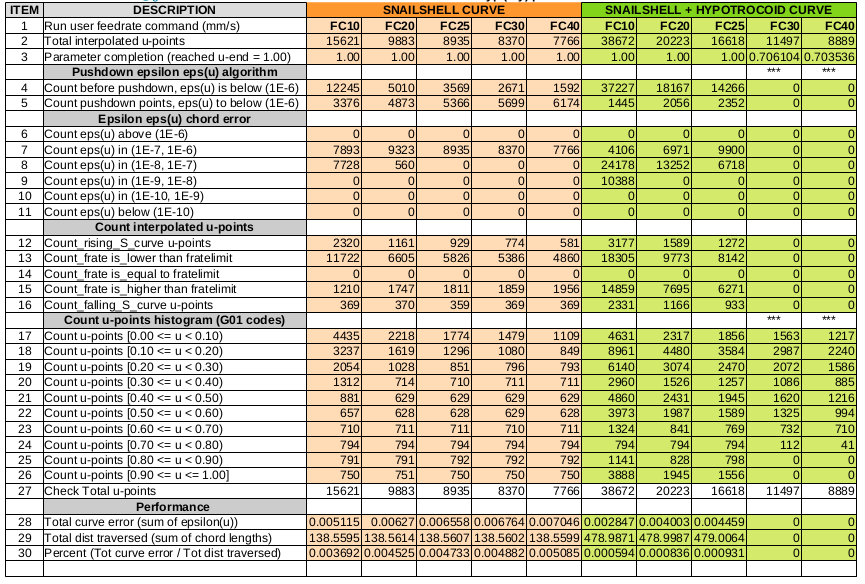 ITEM DESCRIPTION SNAILSHELL CURVE SNAILSHELL + HYPOTROCOID CURVE
1 Run user feedrate command (mm/s) FC10 FC20 FC25 FC30 FC40 FC10 FC20 FC25 FC30 FC40
2 Total interpolated u-points 15621 9883 8935 8370 7766 38672 20223 16618 11497 8889
3 Parameter completion (reached u-end = 1.00) 1.00 1.00 1.00 1.00 1.00 1.00 1.00 1.00 0.706104 0.703536
Pushdown epsilon eps(u) algorithm *** ***
4 Count before pushdown, eps(u) is below (1E-6) 12245 5010 3569 2671 1592 37227 18167 14266 0 0
5 Count pushdown points, eps(u) to below (1E-6) 3376 4873 5366 5699 6174 1445 2056 2352 0 0
Epsilon eps(u) chord error
6 Count eps(u) above (1E-6) 0 0 0 0 0 0 0 0 0 0
7 Count eps(u) in (1E-7, 1E-6) 7893 9323 8935 8370 7766 4106 6971 9900 0 0
8 Count eps(u) in (1E-8, 1E-7) 7728 560 0 0 0 24178 13252 6718 0 0
9 Count eps(u) in (1E-9, 1E-8) 0 0 0 0 0 10388 0 0 0 0
10 Count eps(u) in (1E-10, 1E-9) 0 0 0 0 0 0 0 0 0 0
11 Count eps(u) below (1E-10) 0 0 0 0 0 0 0 0 0 0
Count interpolated u-points
12 Count_rising_S_curve u-points 2320 1161 929 774 581 3177 1589 1272 0 0
13 Count_frate is_lower than fratelimit 11722 6605 5826 5386 4860 18305 9773 8142 0 0
14 Count_frate is_equal to fratelimit 0 0 0 0 0 0 0 0 0 0
15 Count_frate is_higher than fratelimit 1210 1747 1811 1859 1956 14859 7695 6271 0 0
16 Count_falling_S_curve u-points 369 370 359 369 369 2331 1166 933 0 0
Count u-points histogram (G01 codes) *** ***
17 Count u-points [0.00 <= u < 0.10) 4435 2218 1774 1479 1109 4631 2317 1856 1563 1217
18 Count u-points [0.10 <= u < 0.20) 3237 1619 1296 1080 849 8961 4480 3584 2987 2240
19 Count u-points [0.20 <= u < 0.30) 2054 1028 851 796 793 6140 3074 2470 2072 1586
20 Count u-points [0.30 <= u < 0.40) 1312 714 710 711 711 2960 1526 1257 1086 885
21 Count u-points [0.40 <= u < 0.50) 881 629 629 629 629 4860 2431 1945 1620 1216
22 Count u-points [0.50 <= u < 0.60) 657 628 628 629 628 3973 1987 1589 1325 994
23 Count u-points [0.60 <= u < 0.70) 710 711 711 710 711 1324 841 769 732 710
24 Count u-points [0.70 <= u < 0.80) 794 794 794 794 794 794 794 794 112 41
25 Count u-points [0.80 <= u < 0.90) 791 791 792 792 792 1141 828 798 0 0
26 Count u-points [0.90 <= u <= 1.00] 750 751 750 750 750 3888 1945 1556 0 0
27 Check Total u-points 15621 9883 8935 8370 7766 38672 20223 16618 11497 8889
Performance
28 Total curve error (sum of epsilon(u)) 0.005115 0.00627 0.006558 0.006764 0.007046 0.002847 0.004003 0.004459 0 0
29 Total dist traversed (sum of chord lengths) 138.5595 138.5614 138.5607 138.5602 138.5599 478.9871 478.9987 479.0064 0 0
30 Percent (Tot curve error / Tot dist traversed) 0.003692 0.004525 0.004733 0.004882 0.005085 0.000594 0.000836 0.000931 0 0